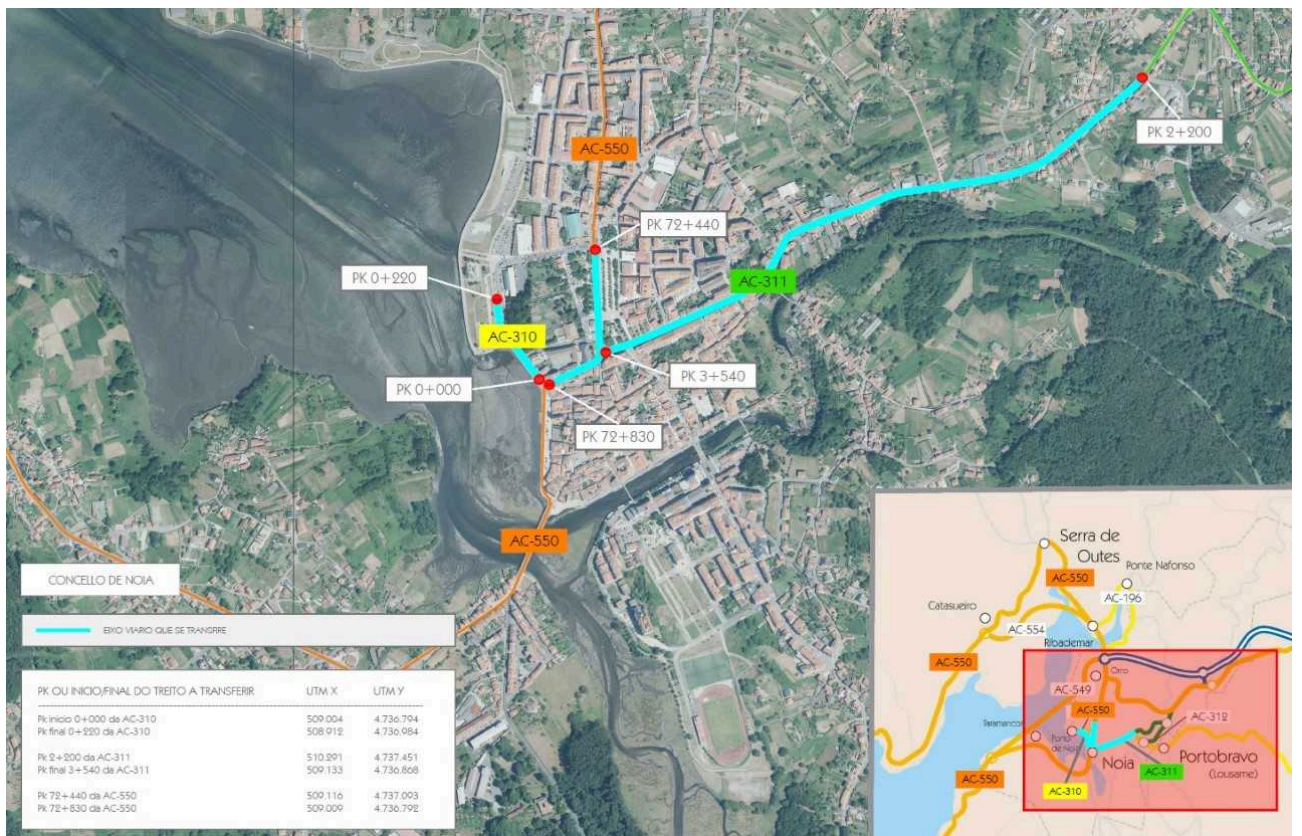 AC-550
PK 2+200
PK 72+440
PK 0+220
AC-311
AC-310
PK 0+000
PK 3+540
PK 72+830
AC-550
CONCELLO DE NOIA
EIXO VIARIO QUE SE TRANSFIRE
PK OU INICIO/FINAL DO TREITO A TRANSFERIR UTM X UTM Y
Pk inicio 0+000 da AC-310 509.004 4.736.794
Pk final 0+220 da AC-310 508.912 4.736.984
Pk 2+200 da AC-311 510.291 4.737.451
Pk final 3+540 da AC-311 509.133 4.736.868
Pk 72+440 da AC-550 509.116 4.737.093
Pk 72+830 da AC-550 509.009 4.736.792
Serra de
Outes
Ponte Nafonso
AC-550
AC-196
Catasueiro
AC-554
Ribademar
AC-550
Orro
AC-549
AC-550
AC-312
Taramancos
Porto
de Noia
Noia
Portobravo
(Lousame)
AC-550
AC-311
AC-310